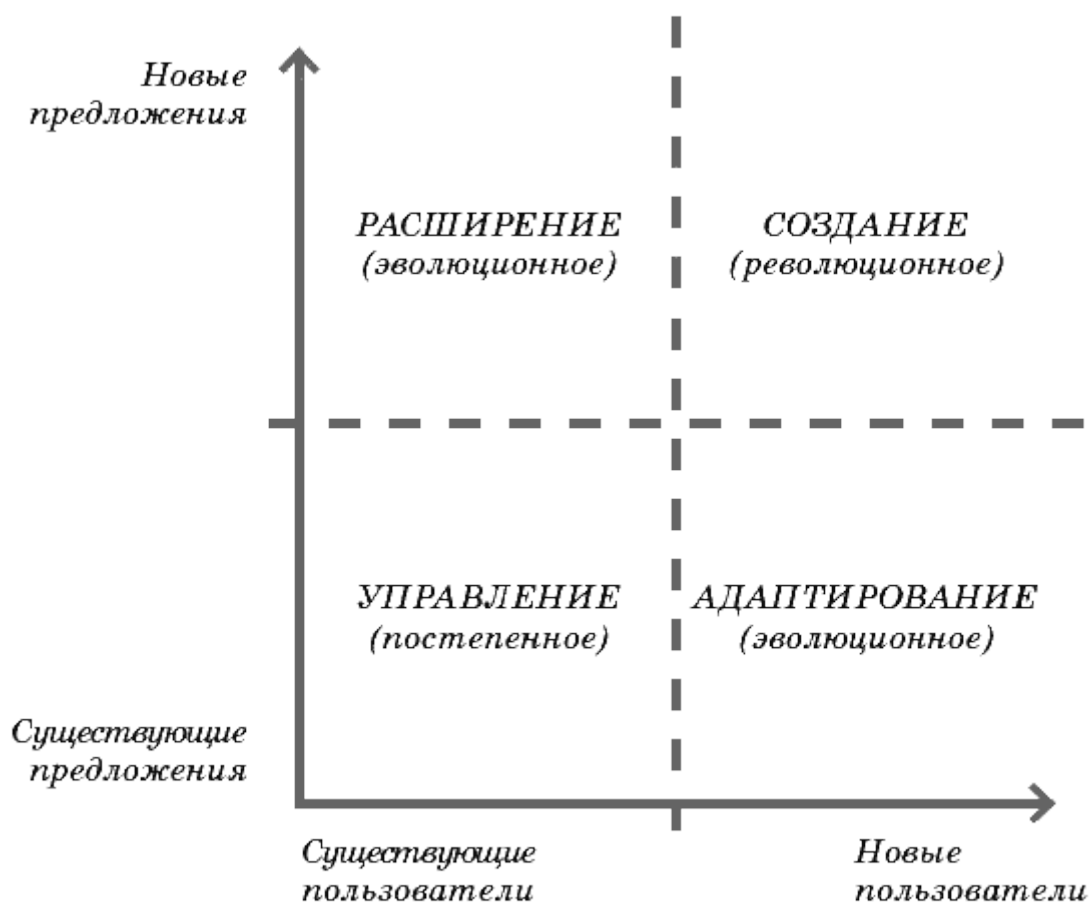 Новые
предложения
РАСШИРЕНИЕ
(эволюционное)
СОЗДАНИЕ
(революционное)
УПРАВЛЕНИЕ
(постепенное)
АДАПТИРОВАНИЕ
(эволюционное)
Существующие
предложения
Существующие
пользователи
Новые
пользователи